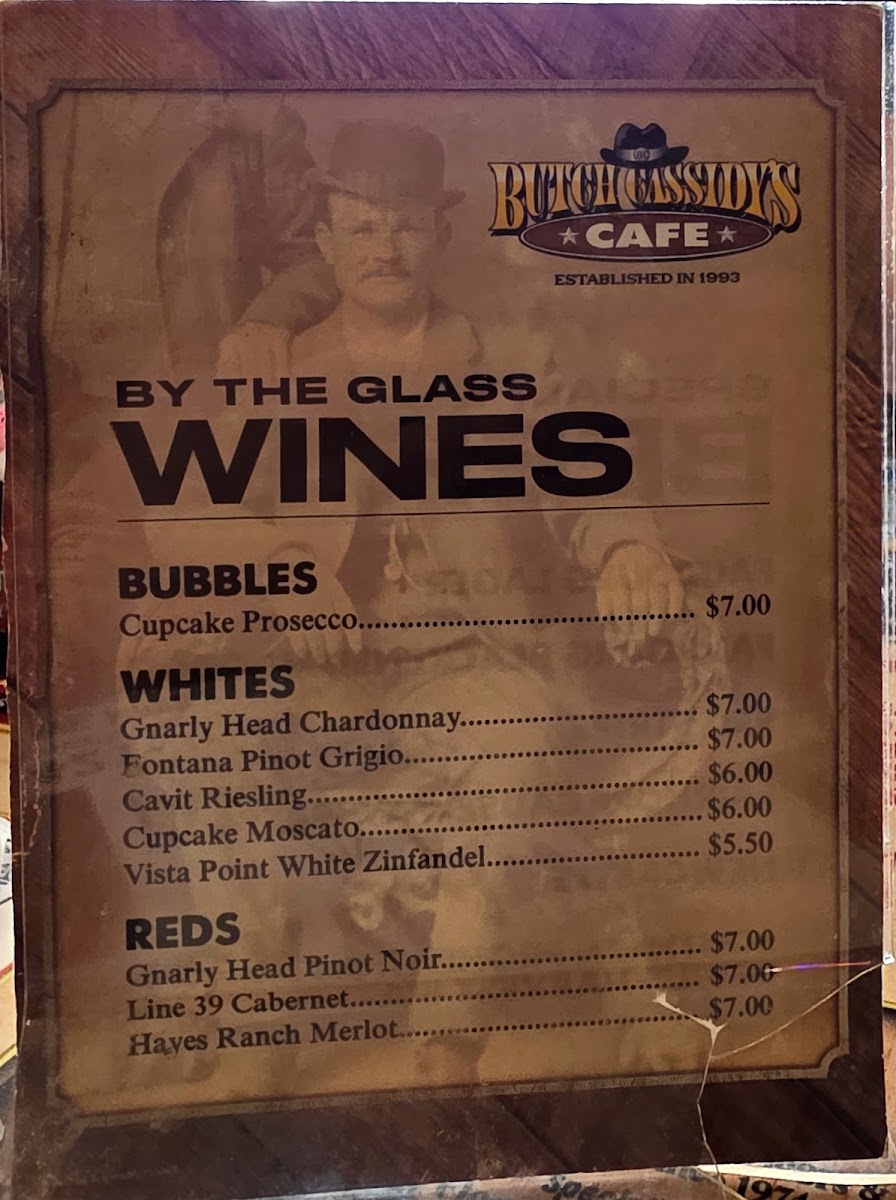 BUTCH CASSIDY'S
★ CAFE ★
ESTABLISHED IN 1993
BY THE GLASS
WINES
BUBBLES
Cupcake Prosecco.......... $7.00
WHITES
Gnarly Head Chardonnay.......... $7.00
Fontana Pinot Grigio.......... $7.00
Cavit Riesling.......... $6.00
Cupcake Moscato.......... $6.00
Vista Point White Zinfandel.......... $5.50
REDS
Gnarly Head Pinot Noir.......... $7.00
Line 39 Cabernet.......... $7.00
Hayes Ranch Merlot.......... $7.00